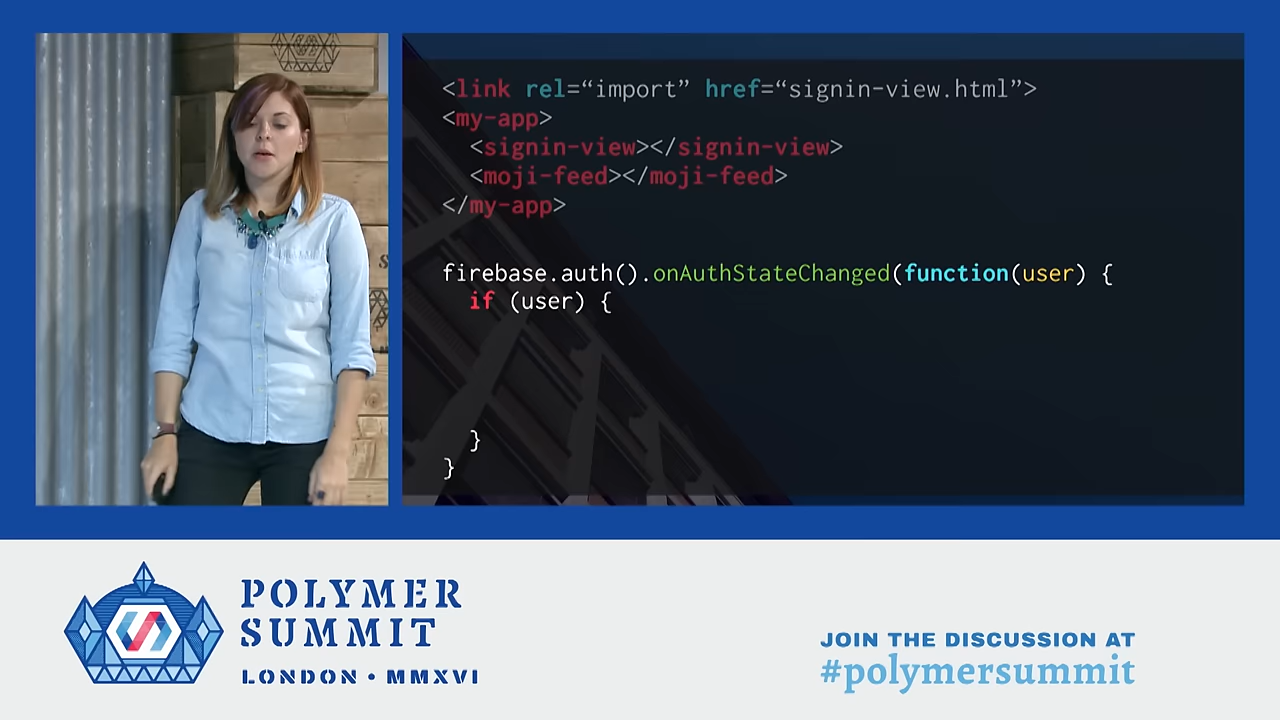 <link rel=“import” href=“signin-view.html”>
<my-app>
<signin-view></signin-view>
<moji-feed></moji-feed>
</my-app>
firebase.auth().onAuthStateChanged(function(user) {
if (user) {
}
}
POLYMER
SUMMIT
LONDON • MMXVI
JOIN THE DISCUSSION AT
#polymersummit